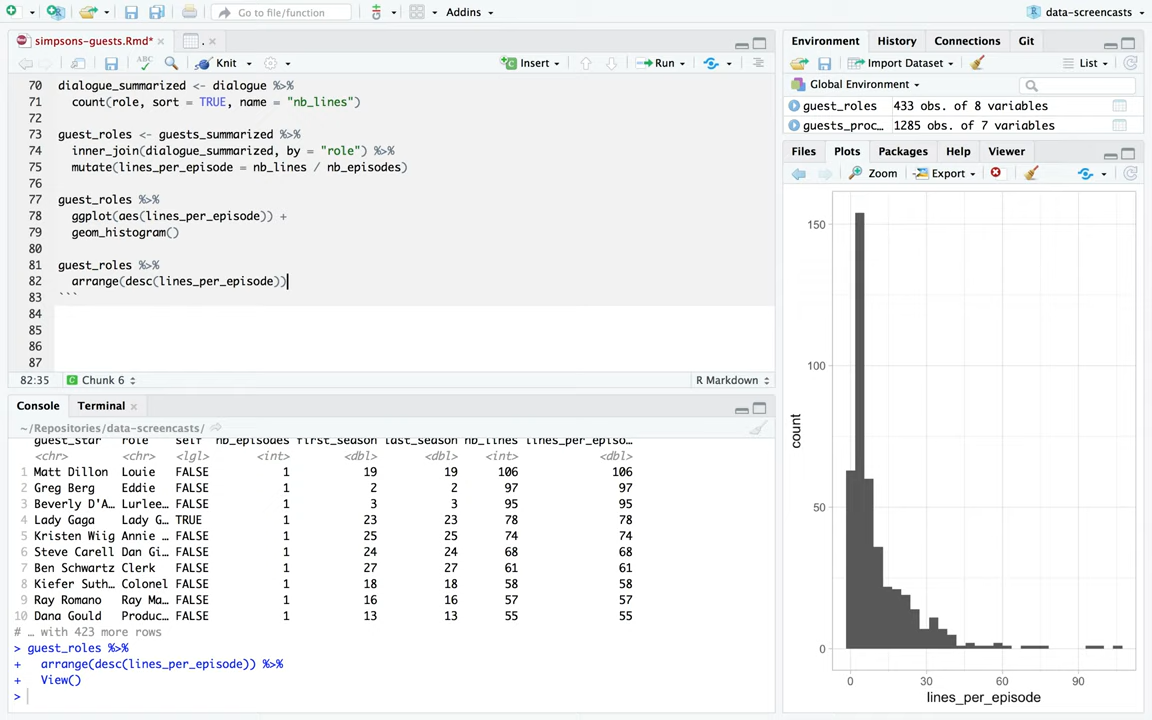 Go to file/function
Addins
data-screencasts
simpsons-guests.Rmd*
.
Knit
Insert
Run
70 dialogue_summarized <- dialogue %>%
71 count(role, sort = TRUE, name = "nb_lines")
72
73 guest_roles <- guests_summarized %>%
74 inner_join(dialogue_summarized, by = "role") %>%
75 mutate(lines_per_episode = nb_lines / nb_episodes)
76
77 guest_roles %>%
78 ggplot(aes(lines_per_episode)) +
79 geom_histogram()
80
81 guest_roles %>%
82 arrange(desc(lines_per_episode))
83 ```
84
85
86
87
82:35 Chunk 6 R Markdown
Console Terminal
~/Repositories/data-screencasts/
guest_star role self nb_episodes first_season last_season nb_lines lines_per_episo…
<chr> <chr> <lgl> <int> <dbl> <dbl> <int> <dbl>
1 Matt Dillon Louie FALSE 1 19 19 106 106
2 Greg Berg Eddie FALSE 1 2 2 97 97
3 Beverly D'A… Lurlee… FALSE 1 3 3 95 95
4 Lady Gaga Lady G… TRUE 1 23 23 78 78
5 Kristen Wiig Annie … FALSE 1 25 25 74 74
6 Steve Carell Dan Gi… FALSE 1 24 24 68 68
7 Ben Schwartz Clerk FALSE 1 27 27 61 61
8 Kiefer Suth… Colonel FALSE 1 18 18 58 58
9 Ray Romano Ray Ma… FALSE 1 16 16 57 57
10 Dana Gould Produc… FALSE 1 13 13 55 55
# … with 423 more rows
> guest_roles %>%
+ arrange(desc(lines_per_episode)) %>%
+ View()
>
Environment History Connections Git
Import Dataset List
Global Environment
guest_roles 433 obs. of 8 variables
guests_proc… 1285 obs. of 7 variables
Files Plots Packages Help Viewer
Zoom Export
150
100
50
0
count
0 30 60 90
lines_per_episode